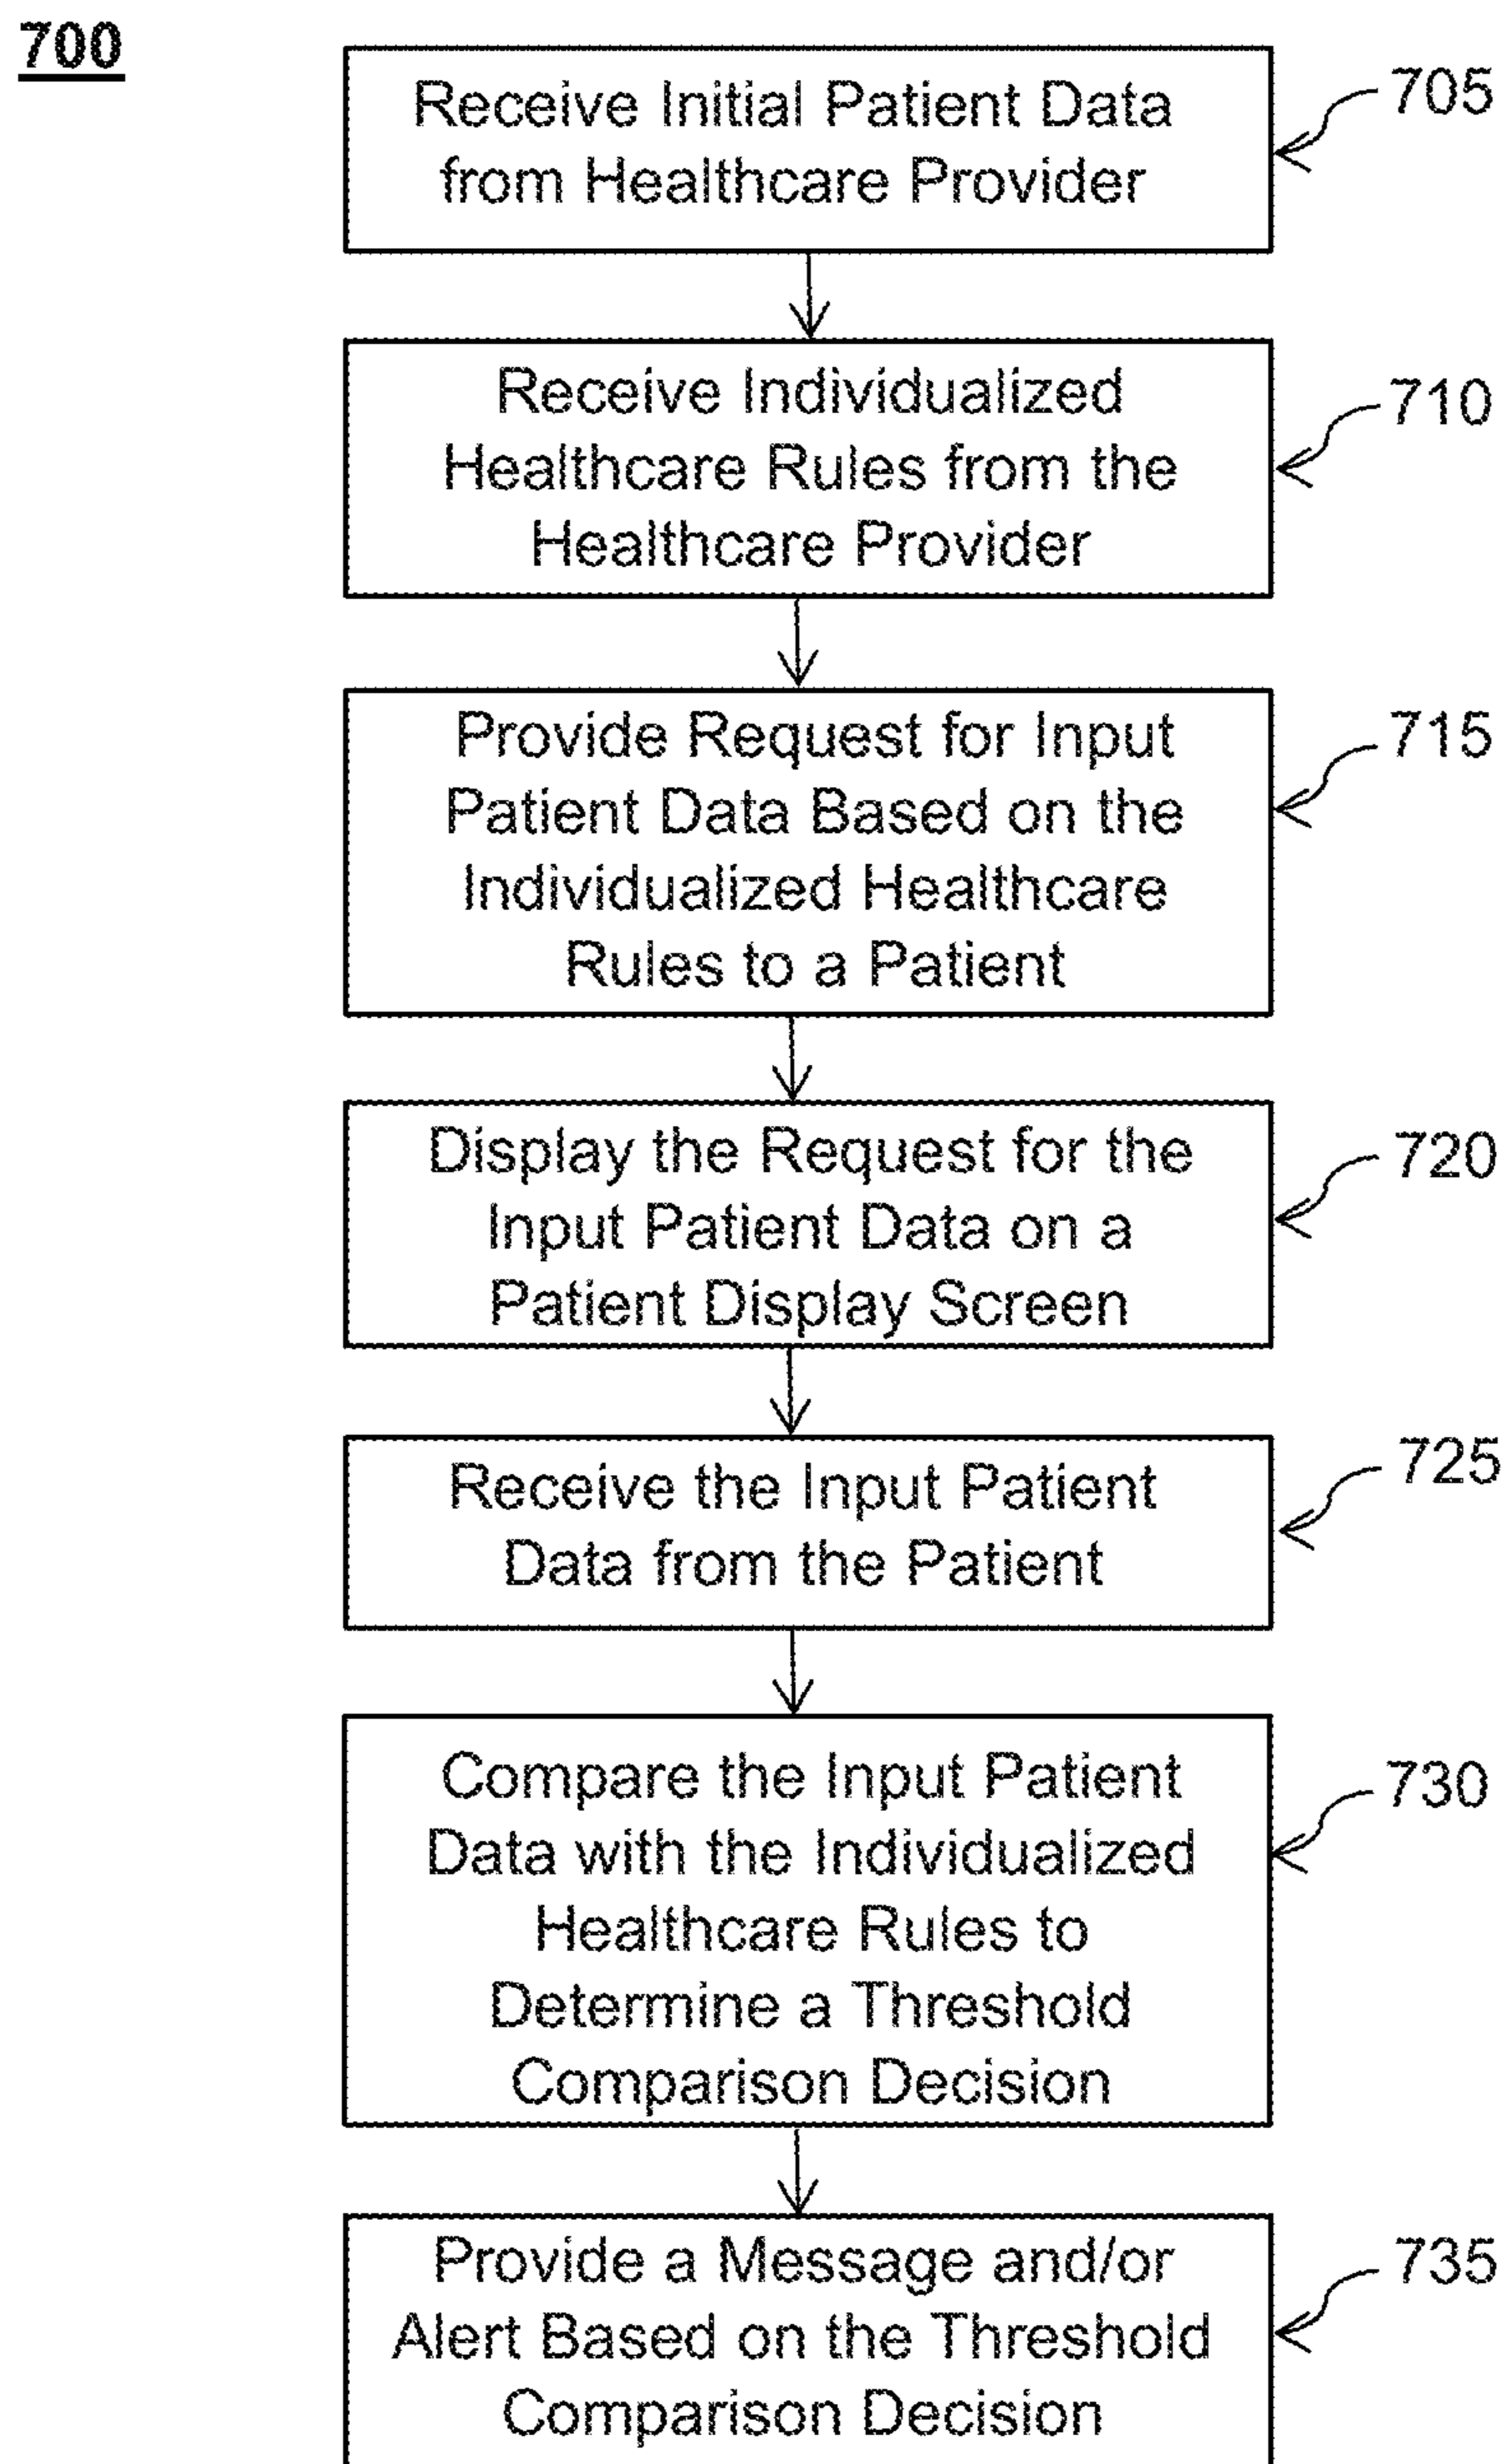 700
Receive Initial Patient Data
from Healthcare Provider
705
Receive Individualized
Healthcare Rules from the
Healthcare Provider
710
Provide Request for Input
Patient Data Based on the
Individualized Healthcare
Rules to a Patient
715
Display the Request for the
Input Patient Data on a
Patient Display Screen
720
Receive the Input Patient
Data from the Patient
725
Compare the Input Patient
Data with the Individualized
Healthcare Rules to
Determine a Threshold
Comparison Decision
730
Provide a Message and/or
Alert Based on the Threshold
Comparison Decision
735